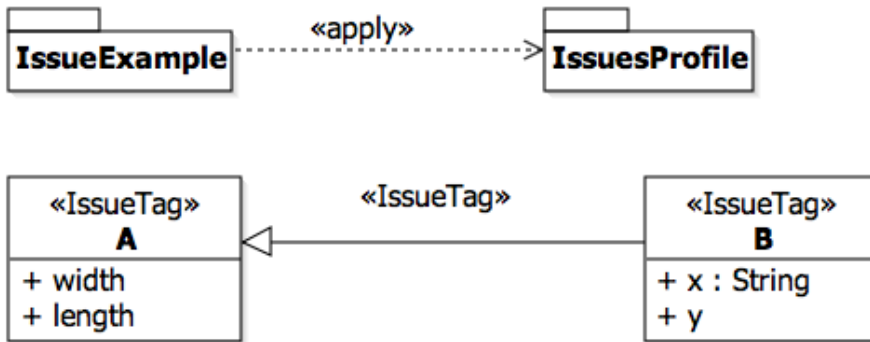 «apply»
IssueExample
IssuesProfile
«IssueTag»
«IssueTag»
«IssueTag»
A
B
+ width
+ x : String
+ length
+ y